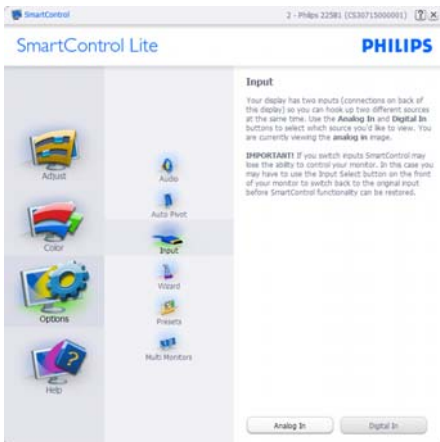 SmartControl
2 - Philips 225B1 (CS30715000001)
SmartControl Lite
PHILIPS
Adjust
Color
Options
Help
Audio
Auto Pivot
Input
Wizard
Presets
Multi Monitors
Input
Your display has two inputs (connections on back of
this display) so you can hook up two different sources
at the same time. Use the Analog In and Digital In
buttons to select which source you'd like to view. You
are currently viewing the analog in image.
IMPORTANT! If you switch inputs SmartControl may
lose the ability to control your monitor. In this case you
may have to use the Input Select button on the front
of your monitor to switch back to the original input
before SmartControl functionality can be restored.
Analog In
Digital In